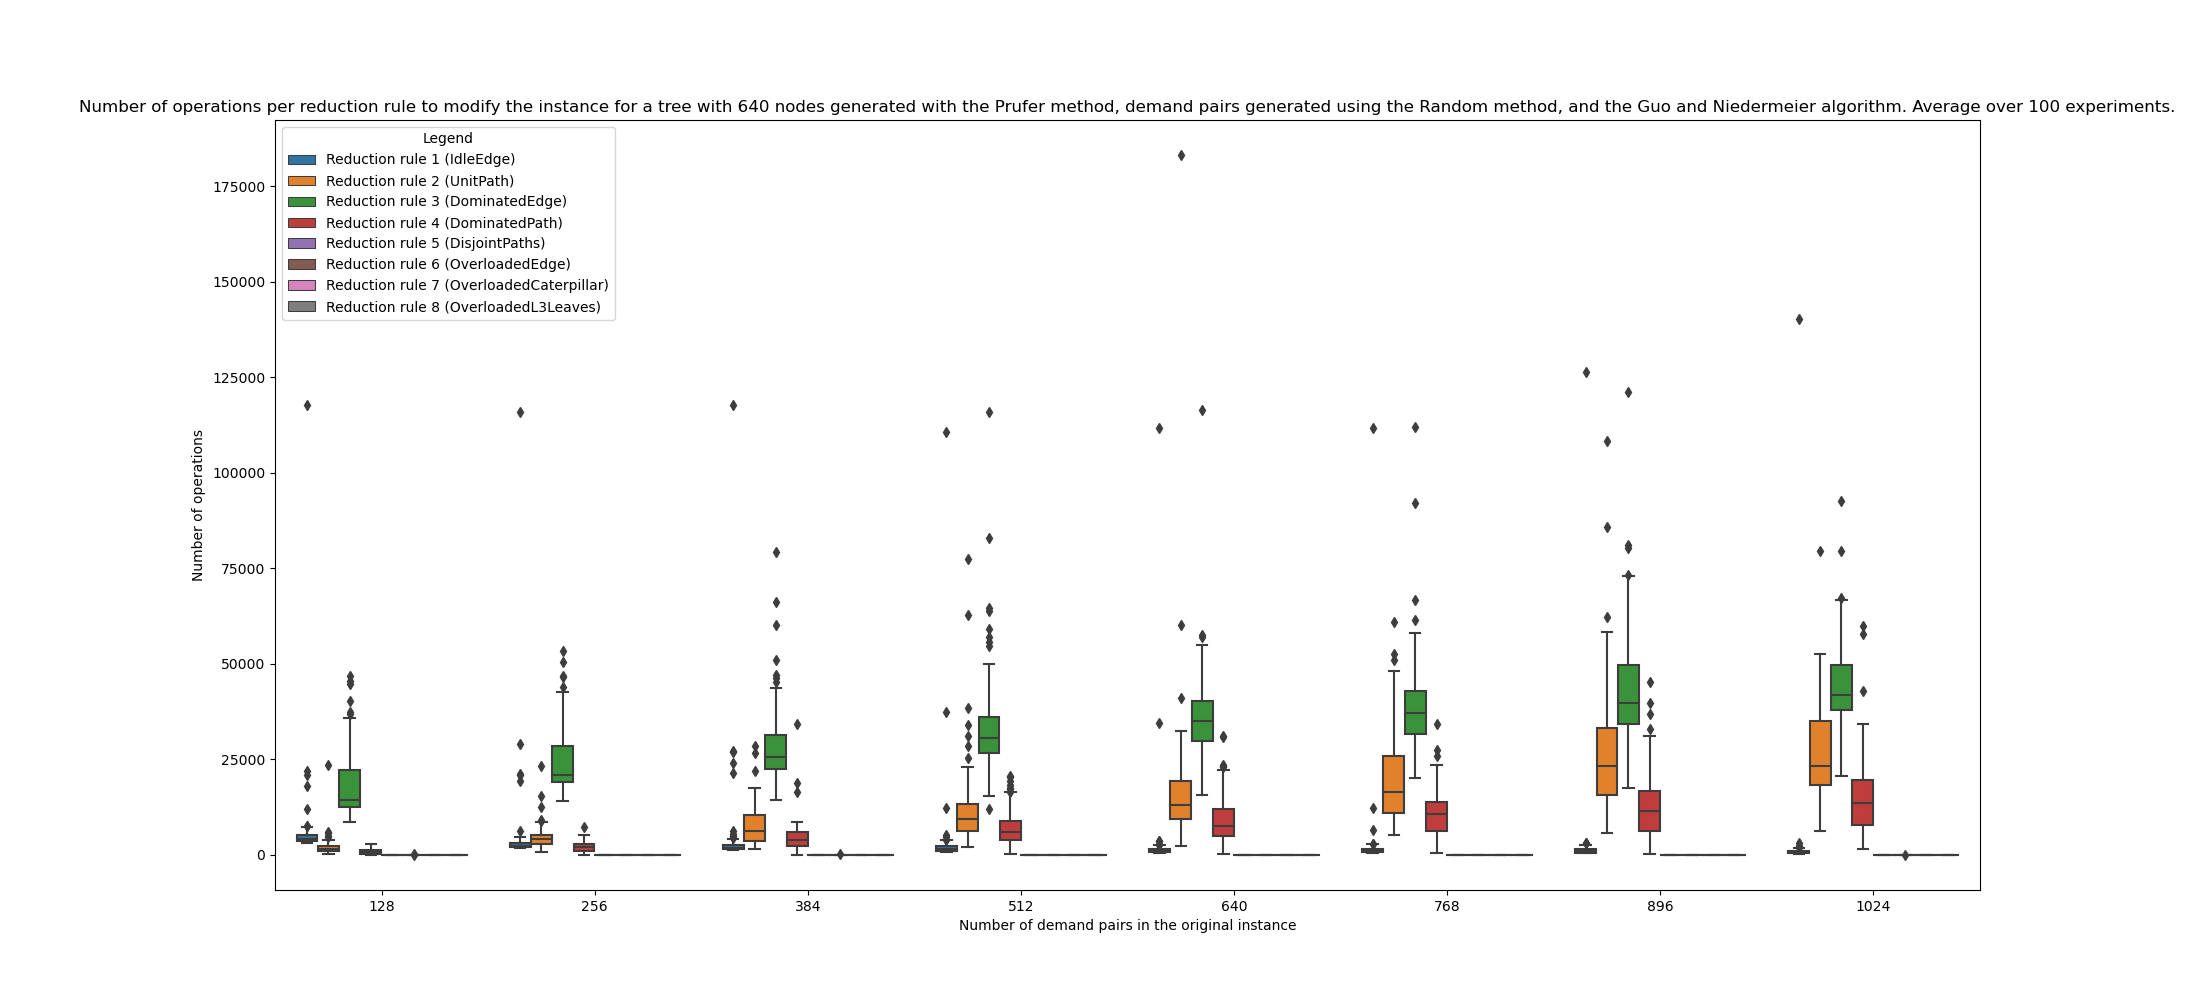 Number of operations per reduction rule to modify the instance for a tree with 640 nodes generated with the Prufer method, demand pairs generated using the Random method, and the Guo and Niedermeier algorithm. Average over 100 experiments.
Legend
Reduction rule 1 (IdleEdge)
Reduction rule 2 (UnitPath)
Reduction rule 3 (DominatedEdge)
Reduction rule 4 (DominatedPath)
Reduction rule 5 (DisjointPaths)
Reduction rule 6 (OverloadedEdge)
Reduction rule 7 (OverloadedCaterpillar)
Reduction rule 8 (OverloadedL3Leaves)
175000
150000
125000
100000
75000
50000
25000
0
Number of operations
128 256 384 512 640 768 896 1024
Number of demand pairs in the original instance